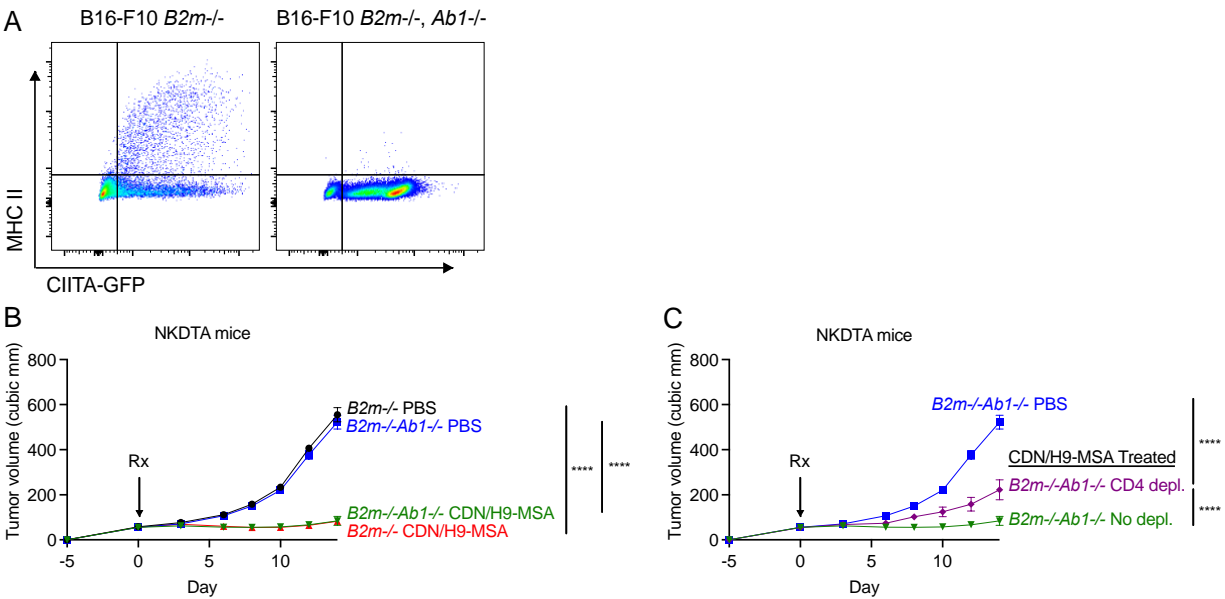 A
B16-F10 B2m-/-
B16-F10 B2m-/-, Ab1-/-
MHC II
CIITA-GFP
B
NKDTA mice
Tumor volume (cubic mm)
800
600
400
200
0
Rx
B2m-/- PBS
B2m-/-Ab1-/- PBS
B2m-/-Ab1-/- CDN/H9-MSA
B2m-/- CDN/H9-MSA
**** ****
-5 0 5 10
Day
C
NKDTA mice
Tumor volume (cubic mm)
800
600
400
200
0
Rx
B2m-/-Ab1-/- PBS
CDN/H9-MSA Treated
B2m-/-Ab1-/- CD4 depl.
B2m-/-Ab1-/- No depl.
****
****
-5 0 5 10
Day